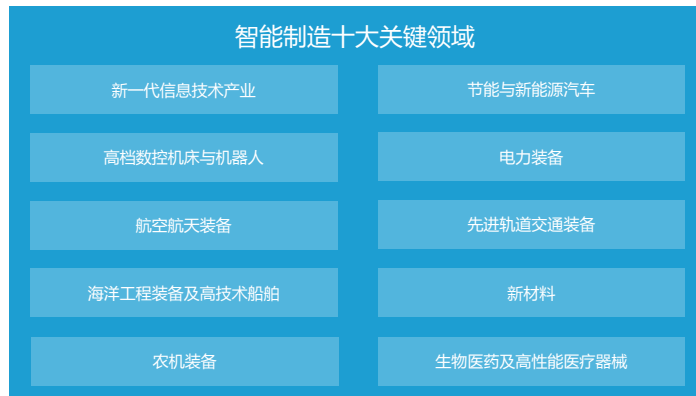 智能制造十大关键领域
新一代信息技术产业
节能与新能源汽车
高档数控机床与机器人
电力装备
航空航天装备
先进轨道交通装备
海洋工程装备及高技术船舶
新材料
农机装备
生物医药及高性能医疗器械